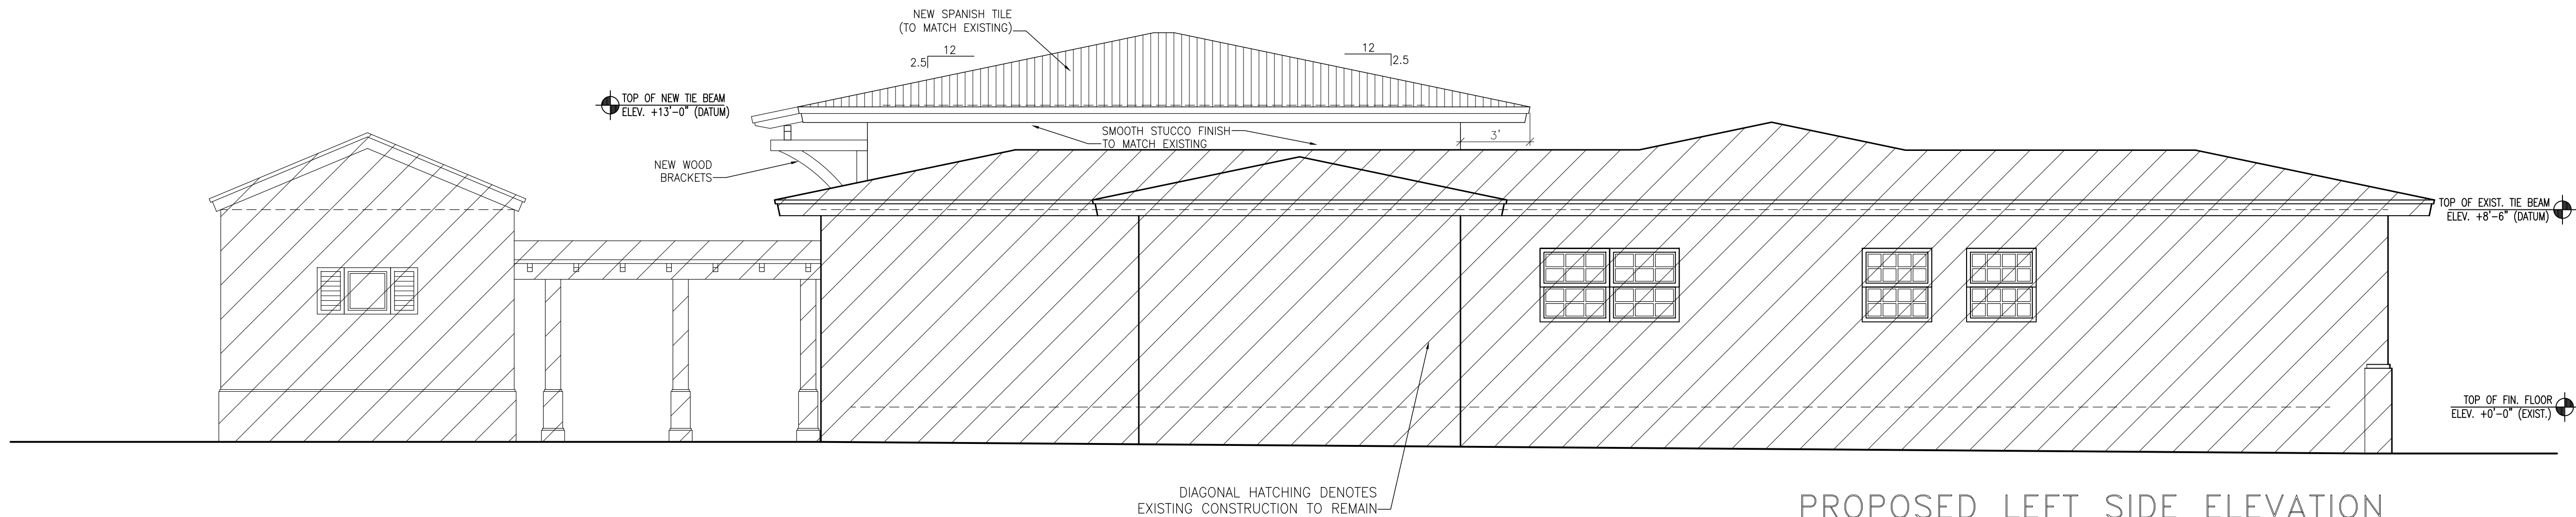 NEW SPANISH TILE
(TO MATCH EXISTING)
12
2.5
12
2.5
TOP OF NEW TIE BEAM
ELEV. +13'-0" (DATUM)
SMOOTH STUCCO FINISH
TO MATCH EXISTING
3'
NEW WOOD
BRACKETS
TOP OF EXIST. TIE BEAM
ELEV. +8'-6" (DATUM)
TOP OF FIN. FLOOR
ELEV. +0'-0" (EXIST.)
DIAGONAL HATCHING DENOTES
EXISTING CONSTRUCTION TO REMAIN
PROPOSED LEFT SIDE ELEVATION